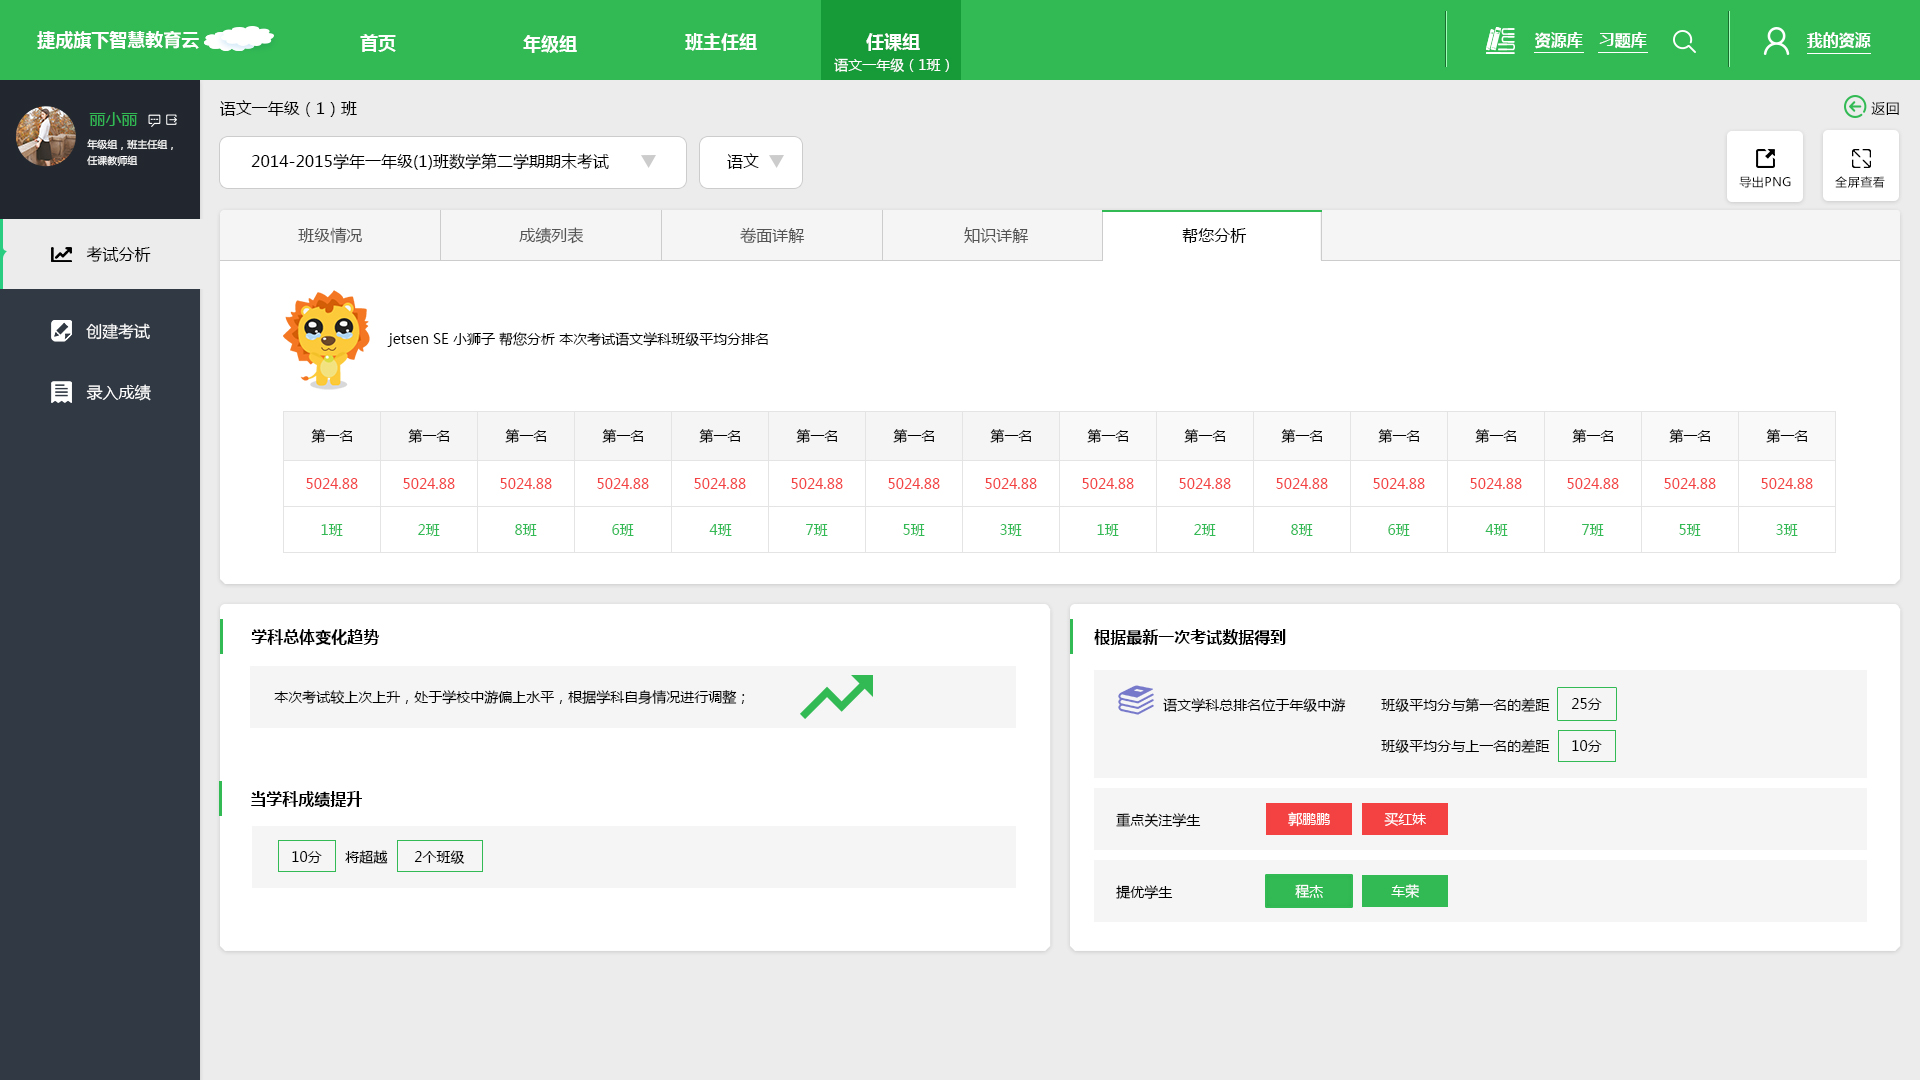 捷成旗下智慧教育云
首页
年级组
班主任组
任课组
语文一年级（1班）
资源库
习题库
我的资源
丽小丽
年级组，班主任组，
任课教师组
考试分析
创建考试
录入成绩
语文一年级（1）班
返回
2014-2015学年一年级(1)班数学第二学期期末考试
语文
导出PNG
全屏查看
班级情况
成绩列表
卷面详解
知识详解
帮您分析
jetsen SE 小狮子 帮您分析 本次考试语文学科班级平均分排名
第一名 第一名 第一名 第一名 第一名 第一名 第一名 第一名 第一名 第一名 第一名 第一名 第一名 第一名 第一名 第一名
5024.88 5024.88 5024.88 5024.88 5024.88 5024.88 5024.88 5024.88 5024.88 5024.88 5024.88 5024.88 5024.88 5024.88 5024.88 5024.88
1班 2班 8班 6班 4班 7班 5班 3班 1班 2班 8班 6班 4班 7班 5班 3班
学科总体变化趋势
本次考试较上次上升，处于学校中游偏上水平，根据学科自身情况进行调整；
当学科成绩提升
10分 将超越 2个班级
根据最新一次考试数据得到
语文学科总排名位于年级中游
班级平均分与第一名的差距 25分
班级平均分与上一名的差距 10分
重点关注学生 郭鹏鹏 买红妹
提优学生 程杰 车荣